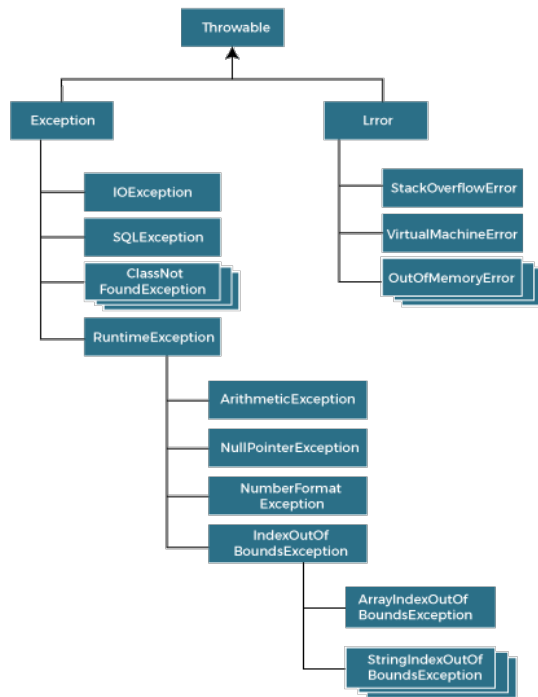 Throwable
Exception
Lrror
IOException
StackOverflowError
SQLException
VirtualMachineError
ClassNot
FoundException
OutOfMemoryError
RuntimeException
ArithmeticException
NullPointerException
NumberFormat
Exception
IndexOutOf
BoundsException
ArrayIndexOutOf
BoundsException
StringIndexOutOf
BoundsException